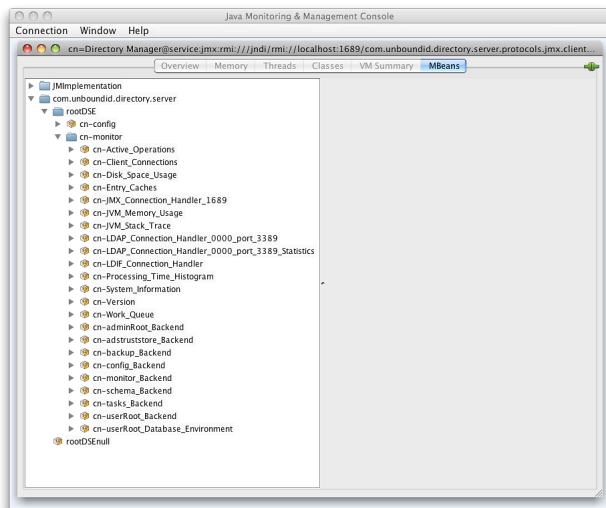 Java Monitoring & Management Console
Connection Window Help
cn=Directory Manager@service:jmx:rmi:///jndi/rmi://localhost:1689/com.unboundid.directory.server.protocols.jmx.client...
Overview Memory Threads Classes VM Summary MBeans
JMImplementation
com.unboundid.directory.server
rootDSE
cn-config
cn-monitor
cn-Active_Operations
cn-Client_Connections
cn-Disk_Space_Usage
cn-Entry_Caches
cn-JMX_Connection_Handler_1689
cn-JVM_Memory_Usage
cn-JVM_Stack_Trace
cn-LDAP_Connection_Handler_0000_port_3389
cn-LDAP_Connection_Handler_0000_port_3389_Statistics
cn-LDIF_Connection_Handler
cn-Processing_Time_Histogram
cn-System_Information
cn-Version
cn-Work_Queue
cn-adminRoot_Backend
cn-adstruststore_Backend
cn-backup_Backend
cn-config_Backend
cn-monitor_Backend
cn-schema_Backend
cn-tasks_Backend
cn-userRoot_Backend
cn-userRoot_Database_Environment
rootDSEnull